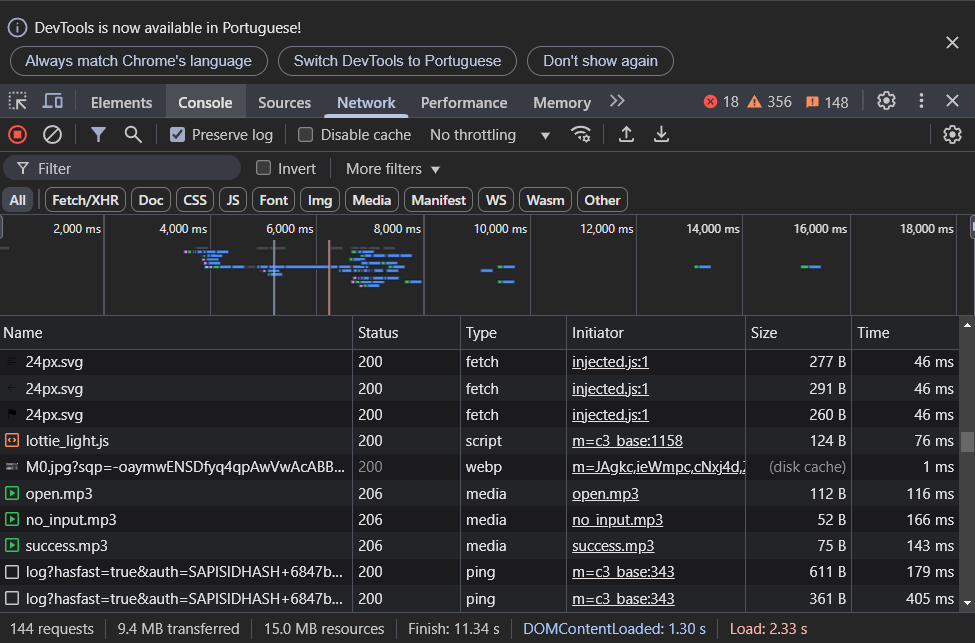 DevTools is now available in Portuguese!
Always match Chrome's language Switch DevTools to Portuguese Don't show again
Elements Console Sources Network Performance Memory 18 356 148
Preserve log Disable cache No throttling
Filter Invert More filters
All Fetch/XHR Doc CSS JS Font Img Media Manifest WS Wasm Other
2,000 ms 4,000 ms 6,000 ms 8,000 ms 10,000 ms 12,000 ms 14,000 ms 16,000 ms 18,000 ms
Name Status Type Initiator Size Time
24px.svg 200 fetch injected.js:1 277 B 46 ms
24px.svg 200 fetch injected.js:1 291 B 46 ms
24px.svg 200 fetch injected.js:1 260 B 46 ms
lottie_light.js 200 script m=c3_base:1158 124 B 76 ms
M0.jpg?sqp=-oaymwENSDfyq4qpAwVwAcABB... 200 webp m=JAgkc,ieWmpc,cNxj4d, (disk cache) 1 ms
open.mp3 206 media open.mp3 112 B 116 ms
no_input.mp3 206 media no_input.mp3 52 B 166 ms
success.mp3 206 media success.mp3 75 B 143 ms
log?hasfast=true&auth=SAPISIDHASH+6847b... 200 ping m=c3_base:343 611 B 179 ms
log?hasfast=true&auth=SAPISIDHASH+6847b... 200 ping m=c3_base:343 361 B 405 ms
144 requests 9.4 MB transferred 15.0 MB resources Finish: 11.34 s DOMContentLoaded: 1.30 s Load: 2.33 s